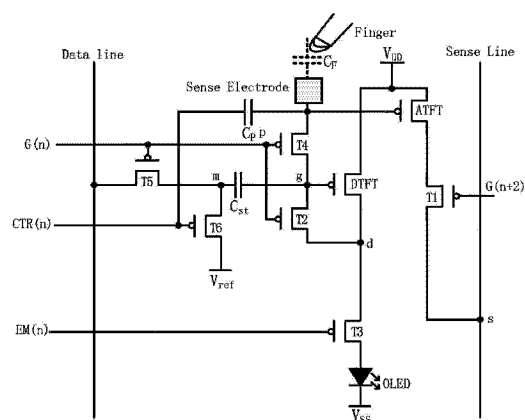 Finger
Data line
V_DD
Sense Line
C_F
Sense Electrode
ATFT
C_P
p
G(n)
T4
T5
m
g
DTFT
T1
G(n+2)
C_st
T2
CTR(n)
T6
d
V_ref
s
EM(n)
T3
OLED
V_SS